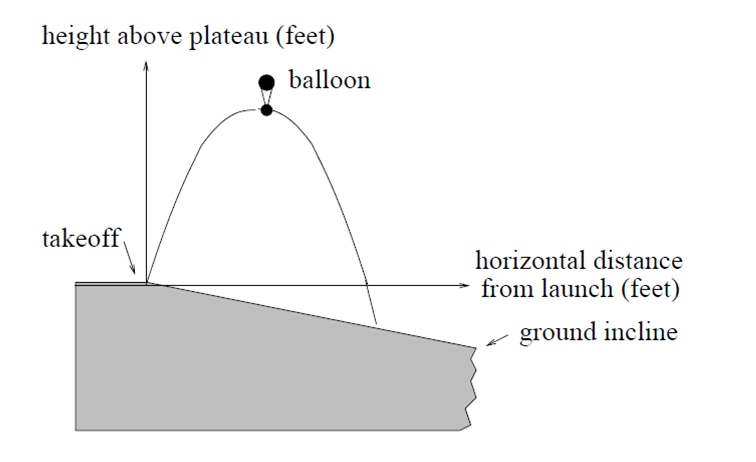 height above plateau (feet)
balloon
takeoff
horizontal distance
from launch (feet)
ground incline